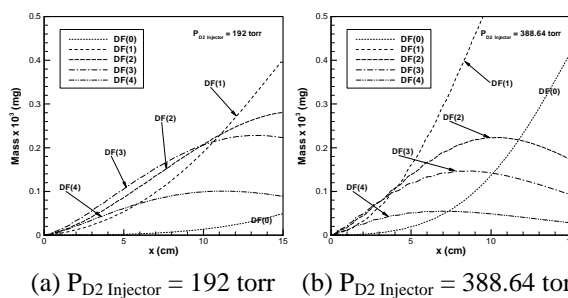 0.5
0.4
0.3
0.2
0.1
0
Mass x 10³ (mg)
DF(0)
DF(1)
DF(2)
DF(3)
DF(4)
P D2 Injector = 192 torr
DF(1)
DF(2)
DF(3)
DF(4)
DF(0)
0 5 10 15
x (cm)
0.5
0.4
0.3
0.2
0.1
0
Mass x 10³ (mg)
DF(0)
DF(1)
DF(2)
DF(3)
DF(4)
P D2 Injector = 388.64 torr
DF(1)
DF(0)
DF(2)
DF(3)
DF(4)
0 5 10 15
x (cm)
(a) P D2 Injector = 192 torr (b) P D2 Injector = 388.64 tor